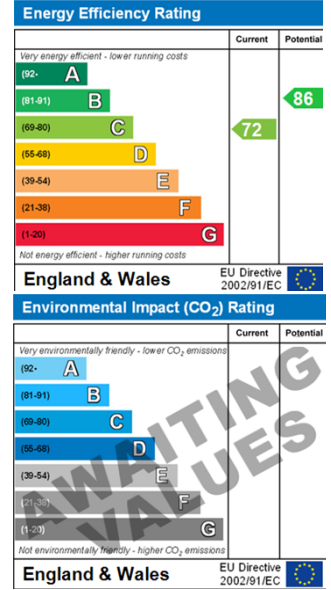 Energy Efficiency Rating
Current Potential
Very energy efficient - lower running costs
(92- A
(81-91) B
86
(69-80) C
72
(55-68) D
(39-54) E
(21-38) F
(1-20) G
Not energy efficient - higher running costs
England & Wales
EU Directive
2002/91/EC
Environmental Impact (CO₂) Rating
Current Potential
Very environmentally friendly - lower CO₂ emissions
(92- A
(81-91) B
(69-80) C
(55-68) D
(39-54) E
(21-38) F
(1-20) G
AWAITING
VALUES
Not environmentally friendly - higher CO₂ emissions
England & Wales
EU Directive
2002/91/EC